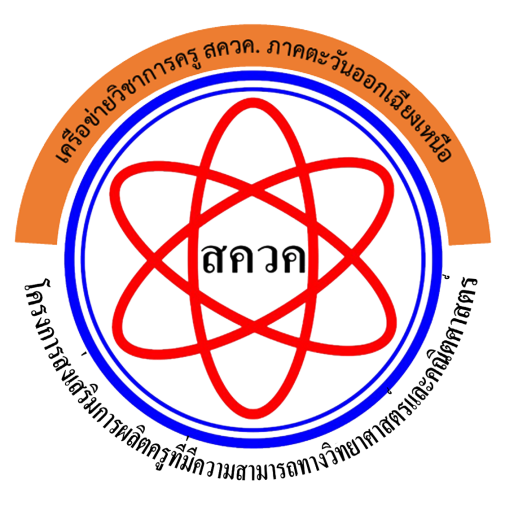 เครือข่ายวิชาการครู สควค. ภาคตะวันออกเฉียงเหนือ
สควค
โครงการส่งเสริมการผลิตครูที่มีความสามารถทางวิทยาศาสตร์และคณิตศาสตร์